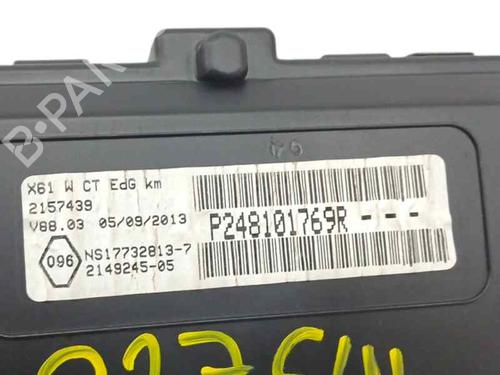 B-PAR
X61 W CT EdG km
2157439
V88.03 05/09/2013
P248101769R - - -
096
NS17732813-7
2149245-05